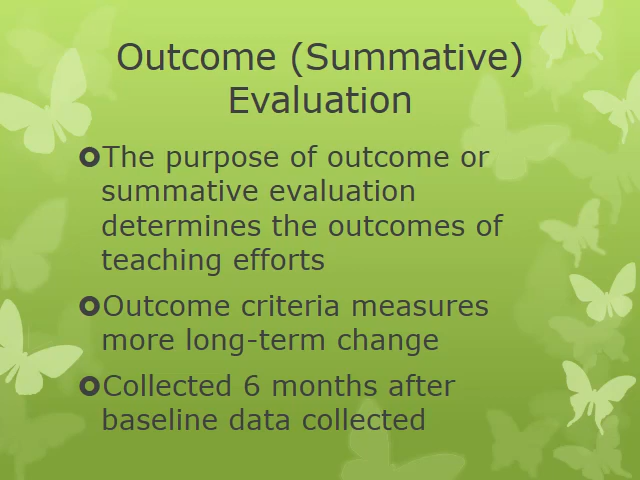 Outcome (Summative)
Evaluation
The purpose of outcome or
summative evaluation
determines the outcomes of
teaching efforts
Outcome criteria measures
more long-term change
Collected 6 months after
baseline data collected